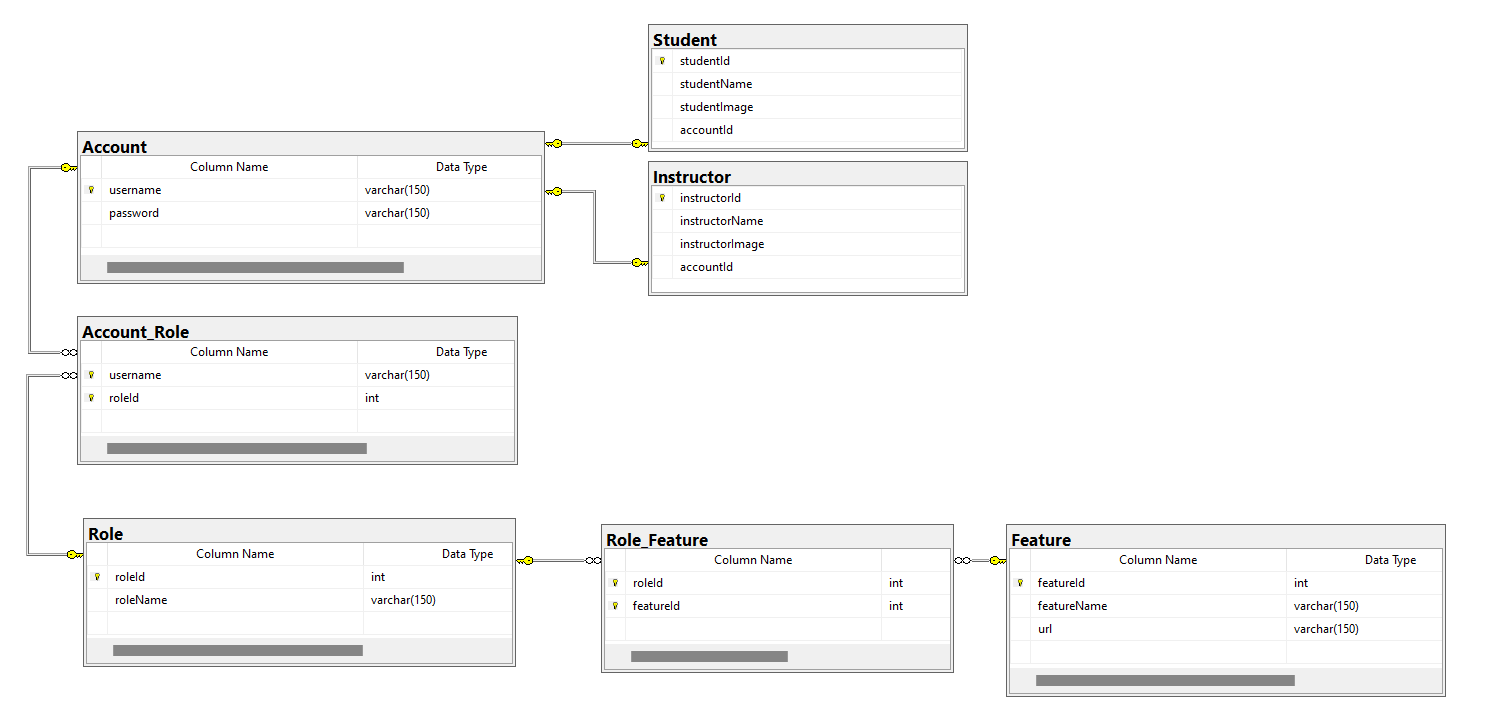 Student
studentId
studentName
studentImage
accountId
Account
Column Name Data Type
username varchar(150)
password varchar(150)
Instructor
instructorId
instructorName
instructorImage
accountId
Account_Role
Column Name Data Type
username varchar(150)
roleId int
Role
Column Name Data Type
roleId int
roleName varchar(150)
Role_Feature
Column Name
roleId int
featureId int
Feature
Column Name Data Type
featureId int
featureName varchar(150)
url varchar(150)